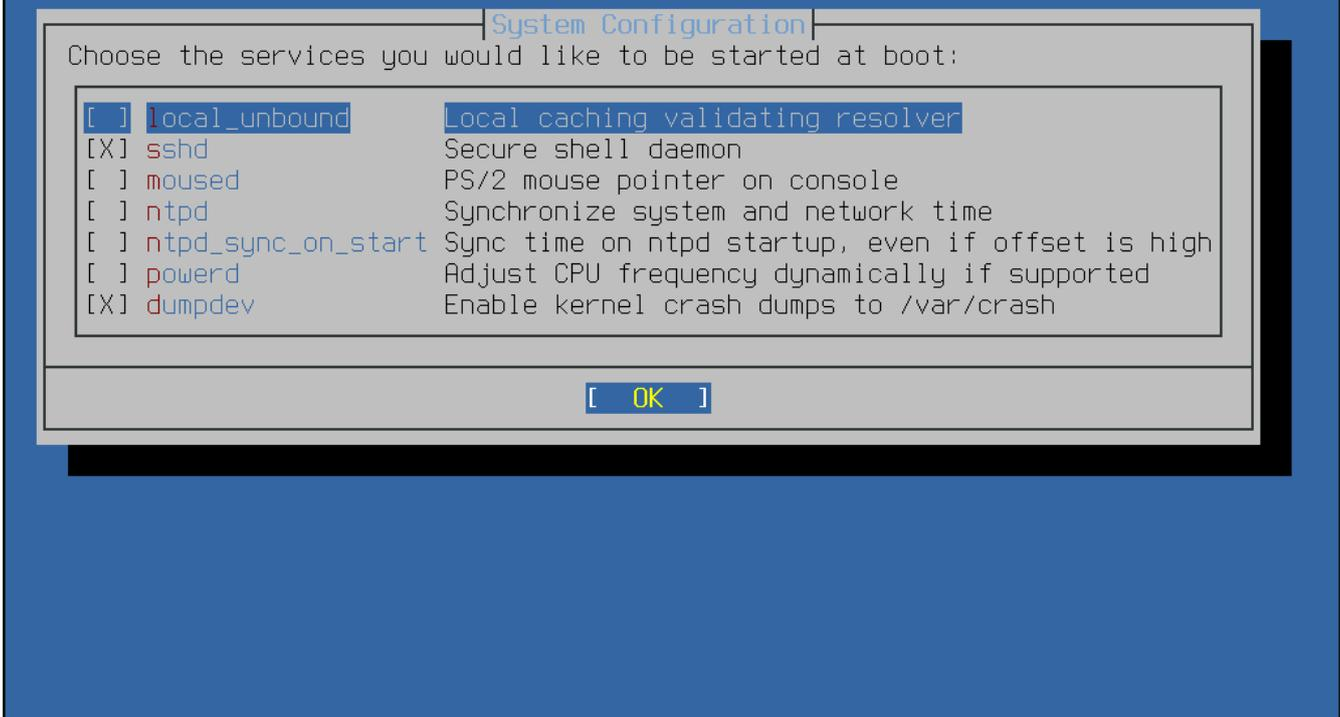 System Configuration
Choose the services you would like to be started at boot:
[ ] local_unbound Local caching validating resolver
[X] sshd Secure shell daemon
[ ] moused PS/2 mouse pointer on console
[ ] ntpd Synchronize system and network time
[ ] ntpd_sync_on_start Sync time on ntpd startup, even if offset is high
[ ] powerd Adjust CPU frequency dynamically if supported
[X] dumpdev Enable kernel crash dumps to /var/crash
[ OK ]